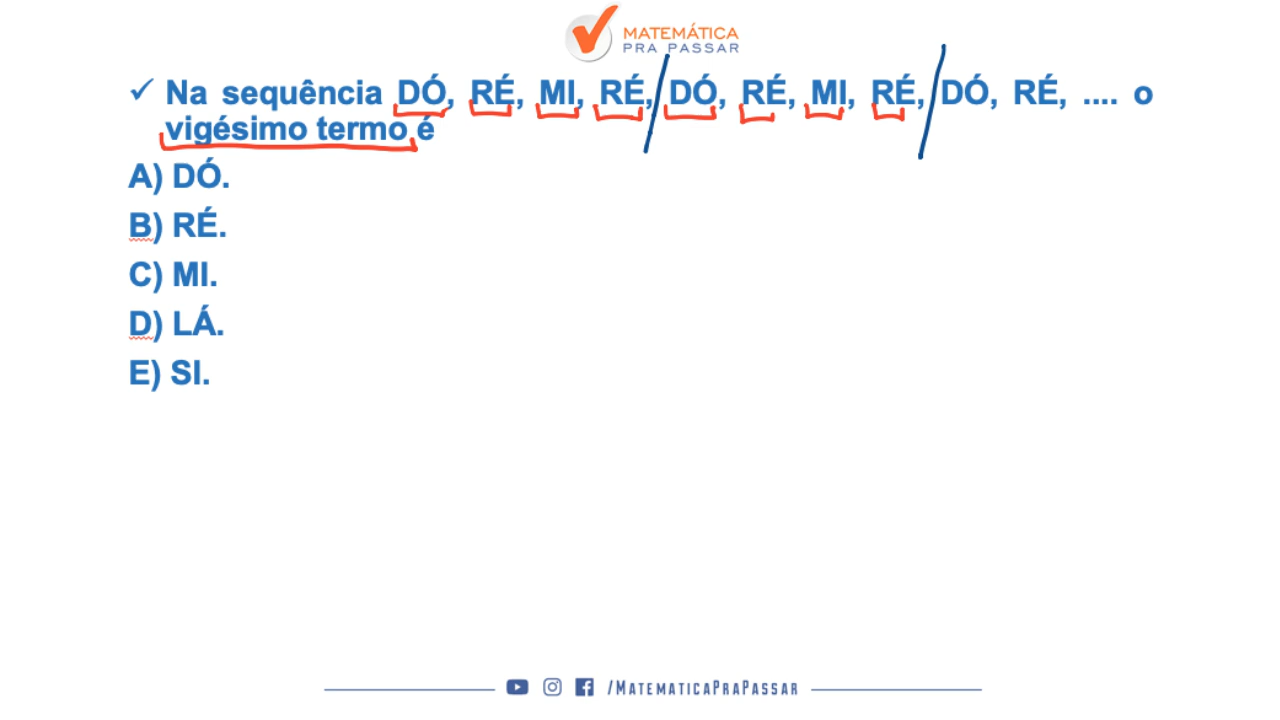 MATEMÁTICA
PRA PASSAR
✓ Na sequência DÓ, RÉ, MI, RÉ, DÓ, RÉ, MI, RÉ, DÓ, RÉ, .... o
vigésimo termo é
A) DÓ.
B) RÉ.
C) MI.
D) LÁ.
E) SI.
/MATEMATICAPRAPASSAR